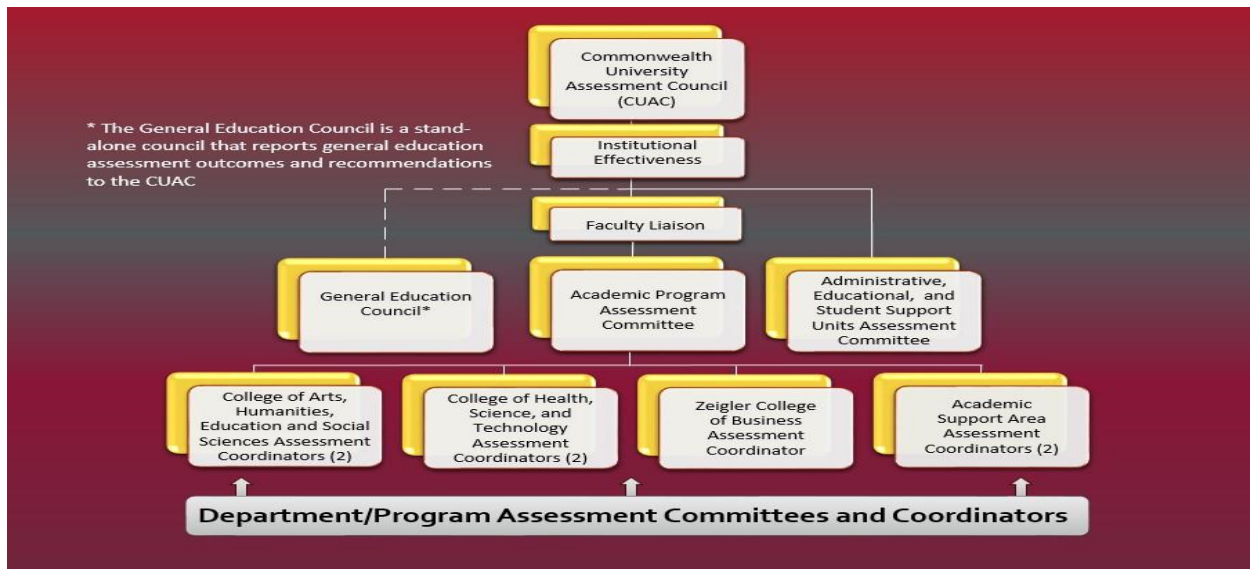 Commonwealth
University
Assessment Council
(CUAC)
* The General Education Council is a stand-
alone council that reports general education
assessment outcomes and recommendations
to the CUAC
Institutional
Effectiveness
Faculty Liaison
General Education
Council*
Academic Program
Assessment
Committee
Administrative,
Educational, and
Student Support
Units Assessment
Committee
College of Arts,
Humanities,
Education and Social
Sciences Assessment
Coordinators (2)
College of Health,
Science, and
Technology
Assessment
Coordinators (2)
Zeigler College
of Business
Assessment
Coordinator
Academic
Support Area
Assessment
Coordinators (2)
Department/Program Assessment Committees and Coordinators